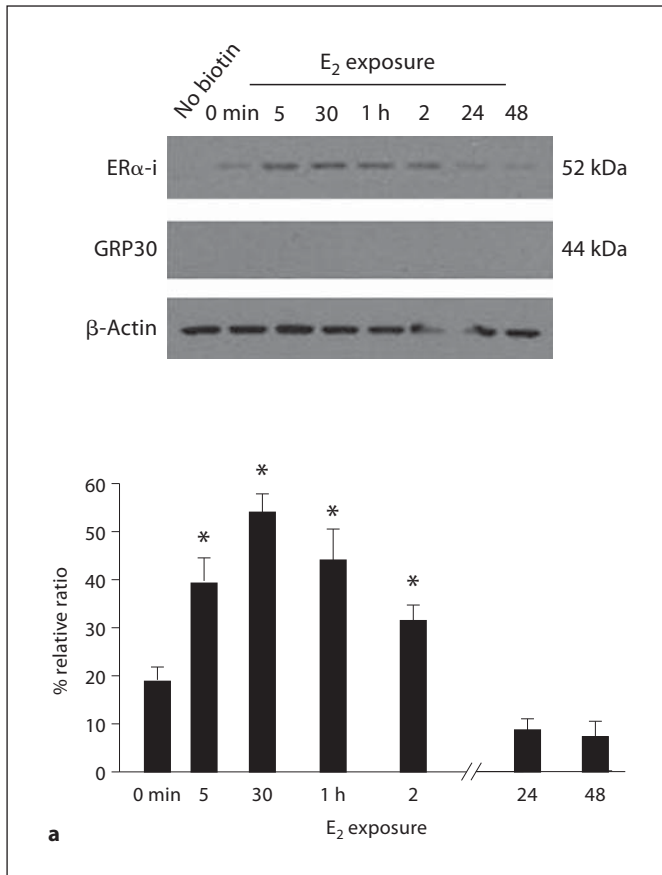 No biotin
E₂ exposure
0 min 5 30 1 h 2 24 48
ERα-i 52 kDa
GRP30 44 kDa
β-Actin
60
50
40
30
20
10
0
% relative ratio
* * * *
0 min 5 30 1 h 2 24 48
E₂ exposure
a